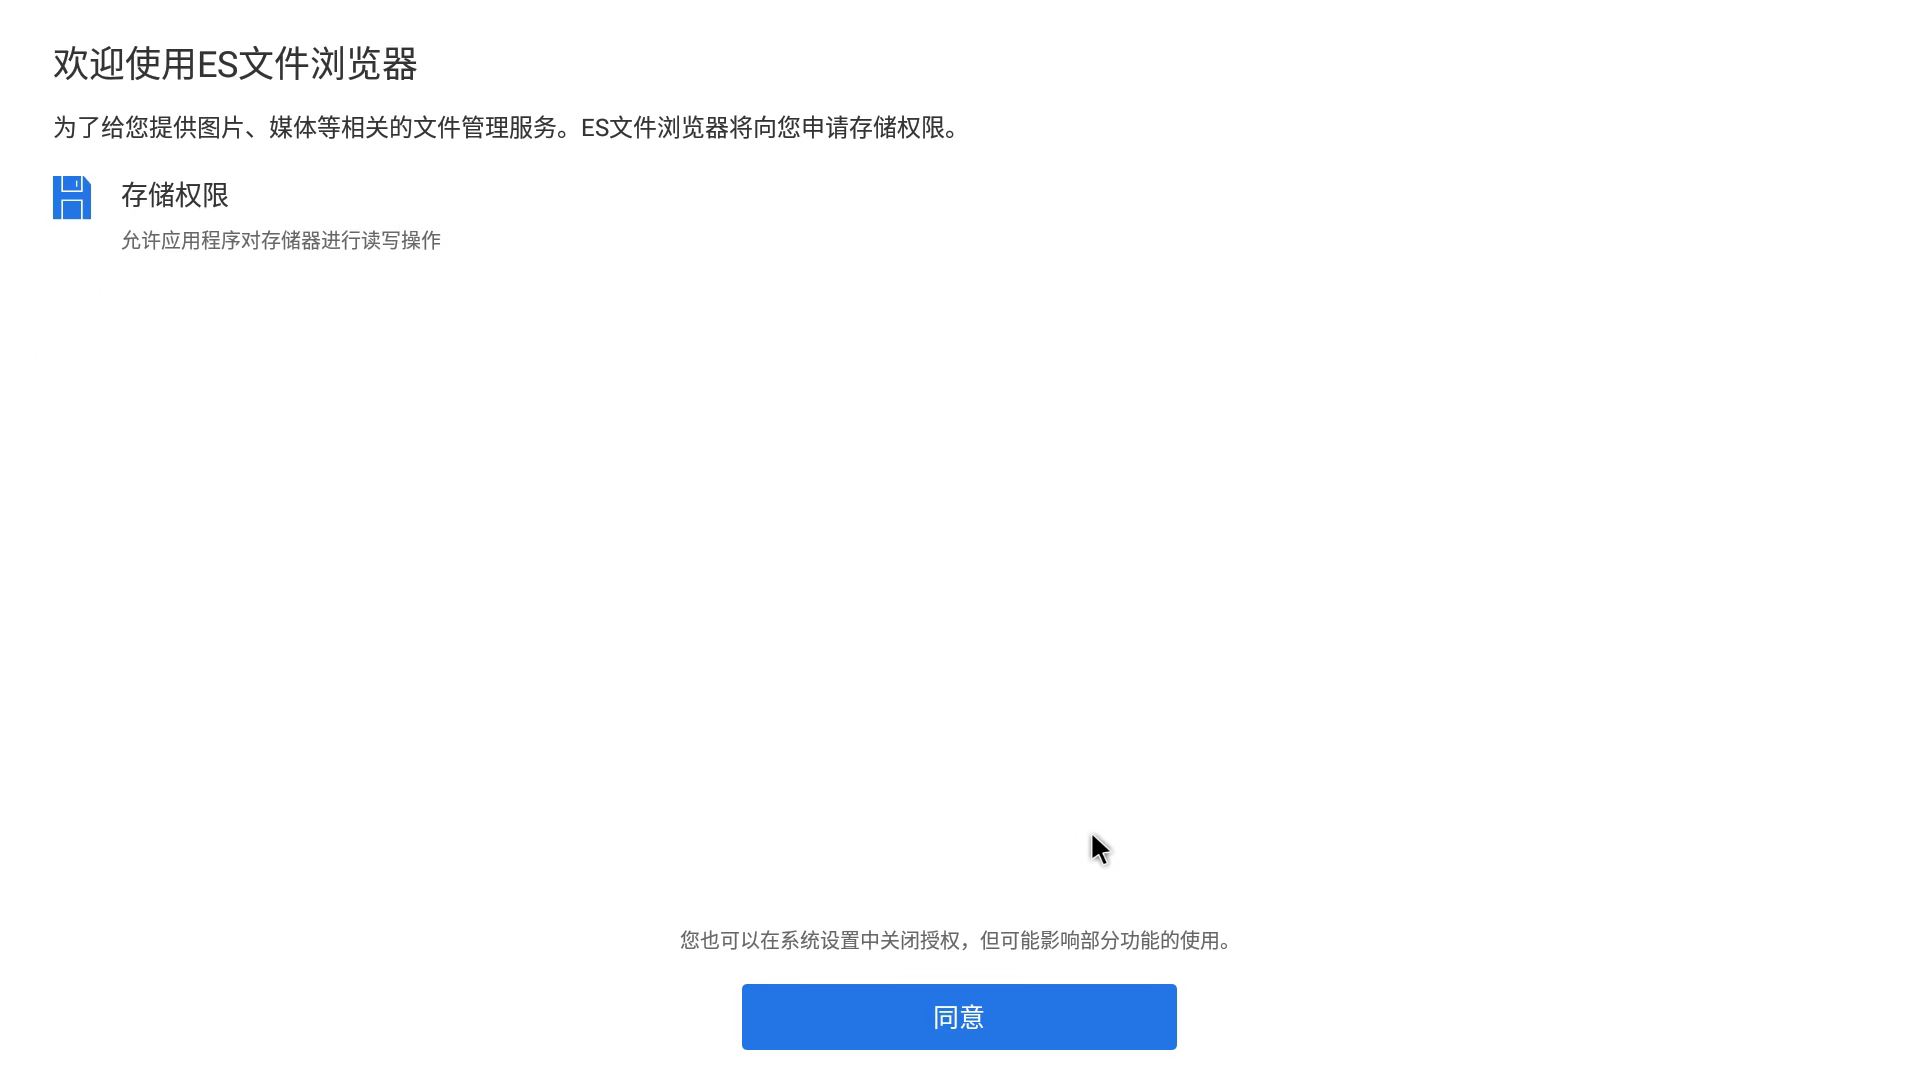 欢迎使用ES文件浏览器
为了给您提供图片、媒体等相关的文件管理服务。ES文件浏览器将向您申请存储权限。
存储权限
允许应用程序对存储器进行读写操作
您也可以在系统设置中关闭授权，但可能影响部分功能的使用。
同意